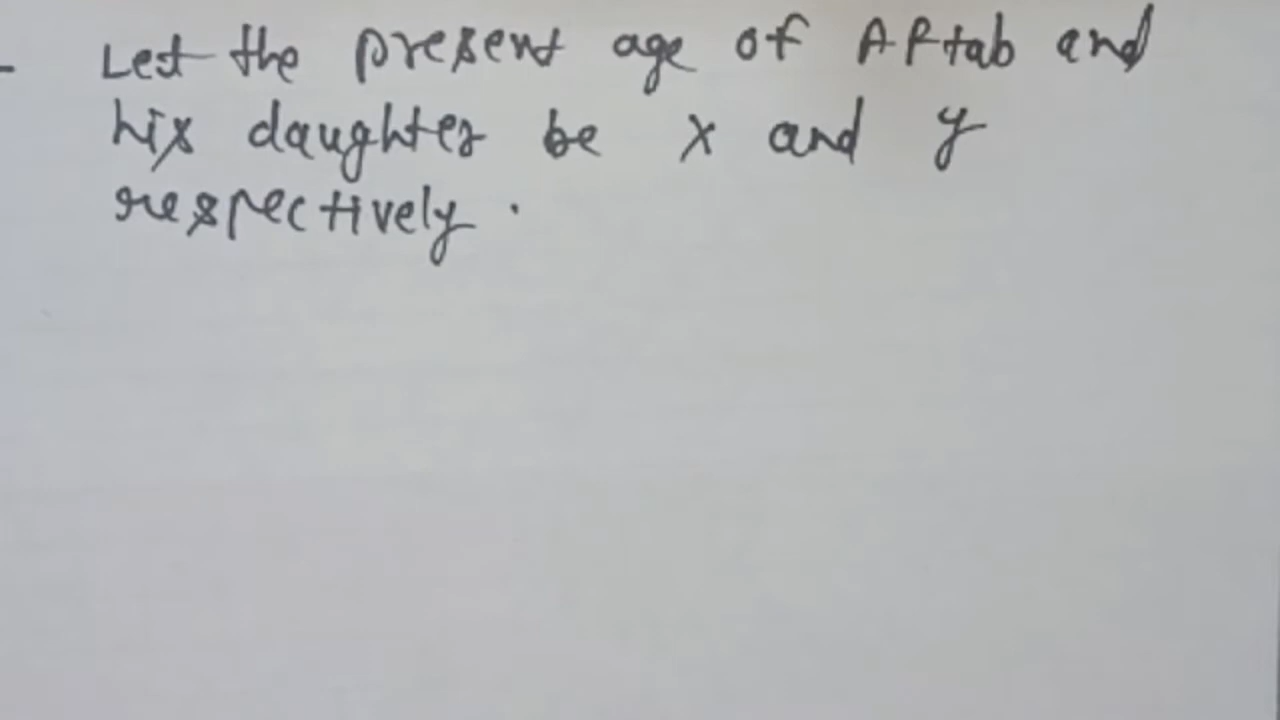 Let the present age of Aftab and
his daughter be x and y
respectively.